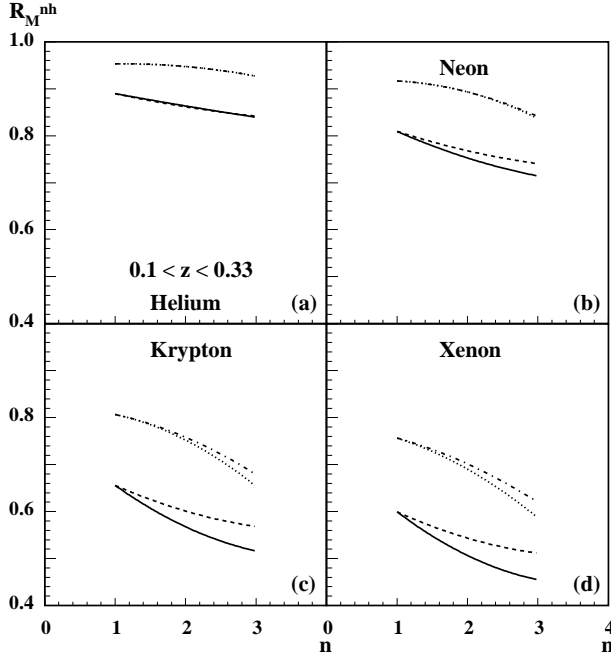 R_M^nh
1.0
0.8
0.6
0.4
0.1 < z < 0.33
Helium
(a)
Neon
(b)
0.8
0.6
0.4
Krypton
(c)
Xenon
(d)
0 1 2 3 0 1 2 3 4
n n